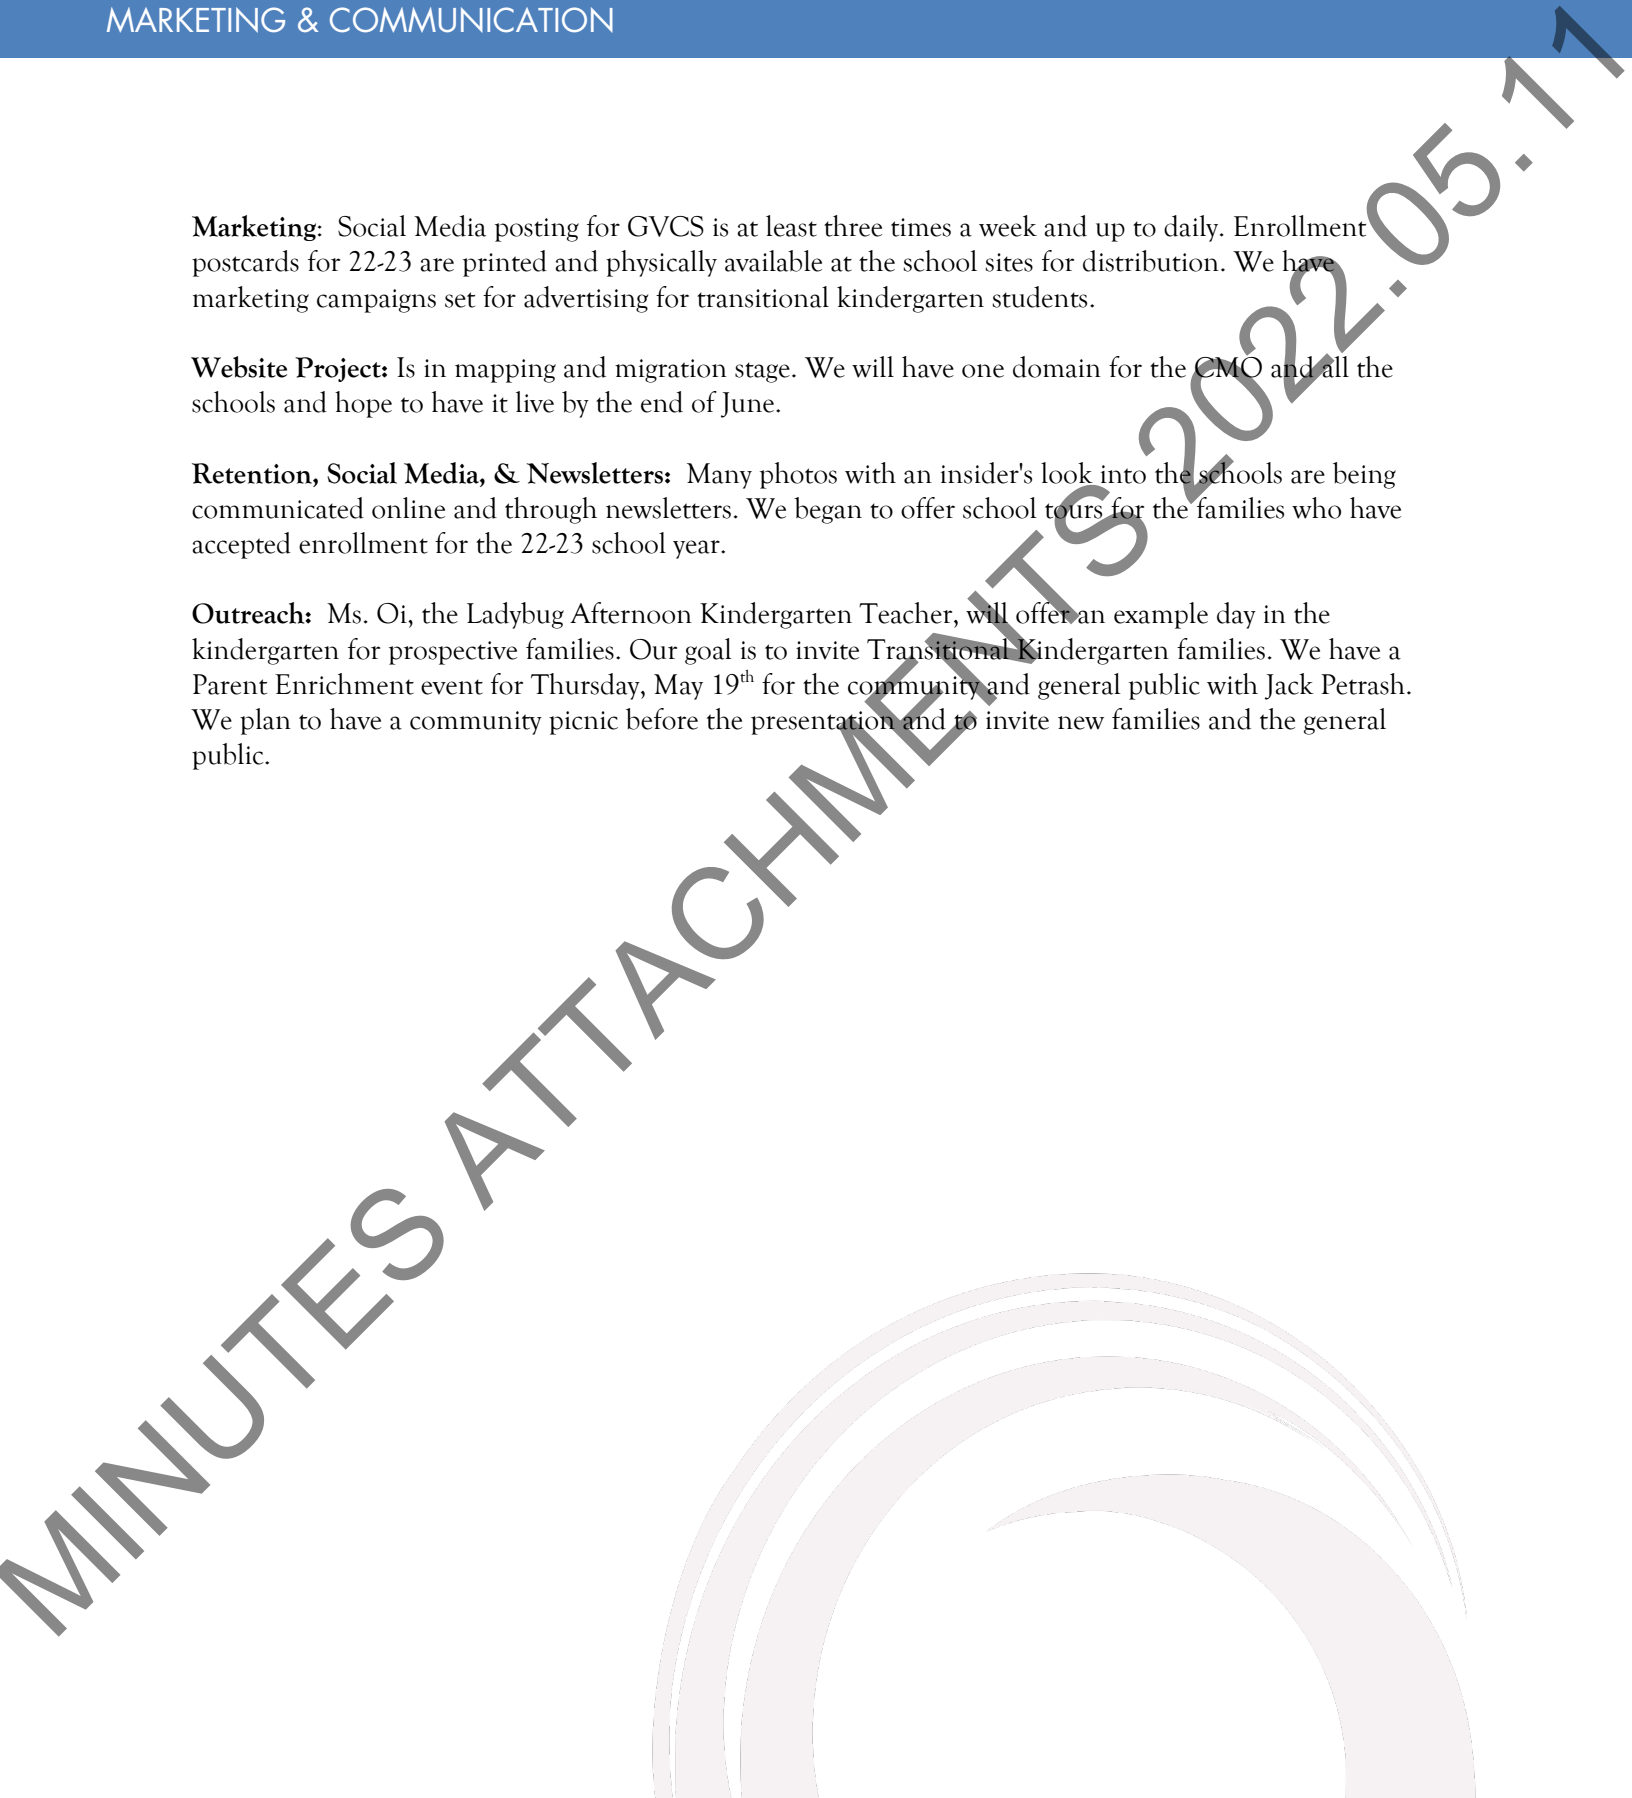 MARKETING & COMMUNICATION
Marketing:  Social Media posting for GVCS is at least three times a week and up to daily. Enrollment
postcards for 22-23 are printed and physically available at the school sites for distribution. We have
marketing campaigns set for advertising for transitional kindergarten students.
Website Project: Is in mapping and migration stage. We will have one domain for the CMO and all the
schools and hope to have it live by the end of June.
Retention, Social Media, & Newsletters:  Many photos with an insider's look into the schools are being
communicated online and through newsletters. We began to offer school tours for the families who have
accepted enrollment for the 22-23 school year.
Outreach:  Ms. Oi, the Ladybug Afternoon Kindergarten Teacher, will offer an example day in the
kindergarten for prospective families. Our goal is to invite Transitional Kindergarten families. We have a
Parent Enrichment event for Thursday, May 19th for the community and general public with Jack Petrash.
We plan to have a community picnic before the presentation and to invite new families and the general
public.
MINUTES ATTACHMENTS 2022.05.11